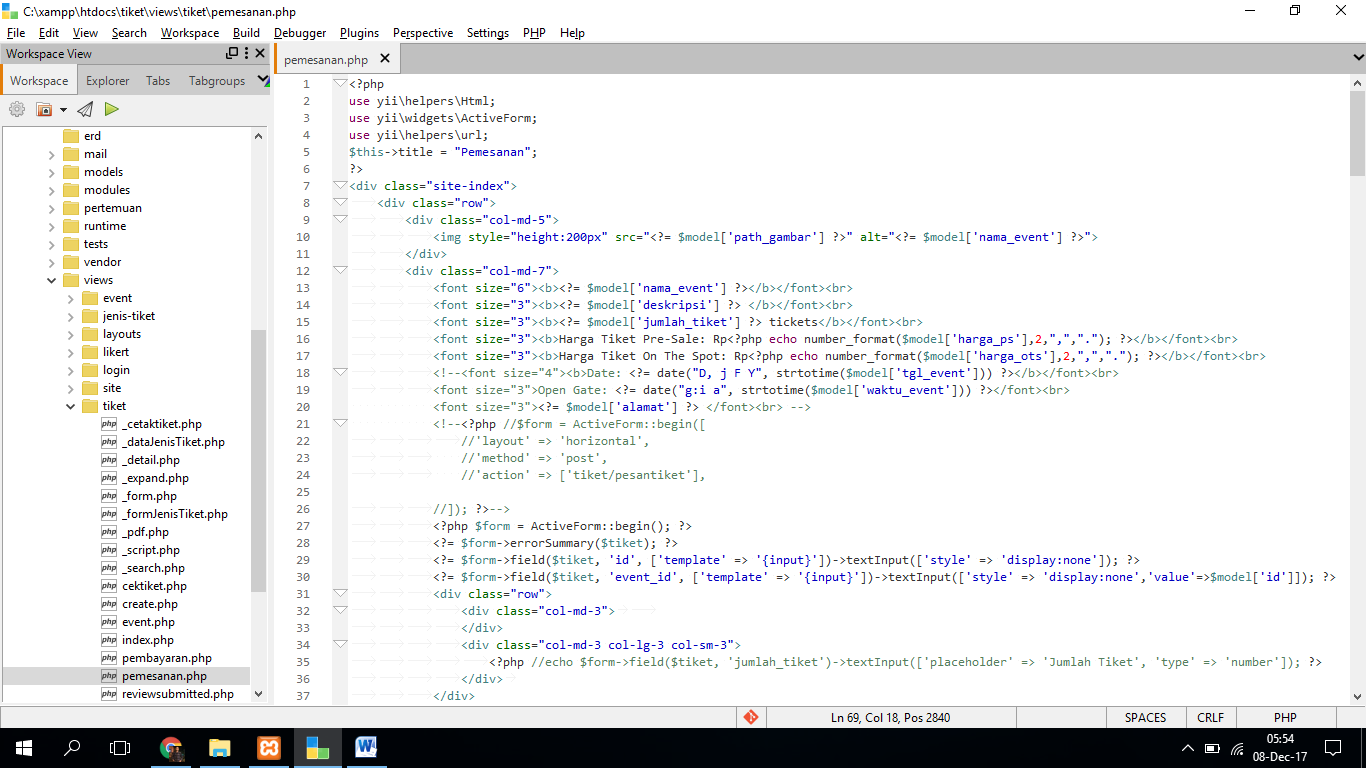 C:\xampp\htdocs\tiket\views\tiket\pemesanan.php
File Edit View Search Workspace Build Debugger Plugins Perspective Settings PHP Help
Workspace View
Workspace Explorer Tabs Tabgroups
erd
mail
models
modules
pertemuan
runtime
tests
vendor
views
event
jenis-tiket
layouts
likert
login
site
tiket
php _cetaktiket.php
php _dataJenisTiket.php
php _detail.php
php _expand.php
php _form.php
php _formJenisTiket.php
php _pdf.php
php _script.php
php _search.php
php cektiket.php
php create.php
php event.php
php index.php
php pembayaran.php
php pemesanan.php
php reviewsubmitted.php
pemesanan.php
1 <?php
2 use yii\helpers\Html;
3 use yii\widgets\ActiveForm;
4 use yii\helpers\url;
5 $this->title = "Pemesanan";
6 ?>
7 <div class="site-index">
8 <div class="row">
9 <div class="col-md-5">
10 <img style="height:200px" src="<?= $model['path_gambar'] ?>" alt="<?= $model['nama_event'] ?>">
11 </div>
12 <div class="col-md-7">
13 <font size="6"><b><?= $model['nama_event'] ?></b></font><br>
14 <font size="3"><b><?= $model['deskripsi'] ?> </b></font><br>
15 <font size="3"><b><?= $model['jumlah_tiket'] ?> tickets</b></font><br>
16 <font size="3"><b>Harga Tiket Pre-Sale: Rp<?php echo number_format($model['harga_ps'],2,",","."); ?></b></font><br>
17 <font size="3"><b>Harga Tiket On The Spot: Rp<?php echo number_format($model['harga_ots'],2,",","."); ?></b></font><br>
18 <!--<font size="4"><b>Date: <?= date("D, j F Y", strtotime($model['tgl_event'])) ?></b></font><br>
19 <font size="3">Open Gate: <?= date("g:i a", strtotime($model['waktu_event'])) ?></font><br>
20 <font size="3"><?= $model['alamat'] ?> </font><br> -->
21 <!--<?php //$form = ActiveForm::begin([
22 //'layout' => 'horizontal',
23 //'method' => 'post',
24 //'action' => ['tiket/pesantiket'],
25
26 //]); ?>-->
27 <?php $form = ActiveForm::begin(); ?>
28 <?= $form->errorSummary($tiket); ?>
29 <?= $form->field($tiket, 'id', ['template' => '{input}'])->textInput(['style' => 'display:none']); ?>
30 <?= $form->field($tiket, 'event_id', ['template' => '{input}'])->textInput(['style' => 'display:none','value'=>$model['id']]); ?>
31 <div class="row">
32 <div class="col-md-3">
33 </div>
34 <div class="col-md-3 col-lg-3 col-sm-3">
35 <?php //echo $form->field($tiket, 'jumlah_tiket')->textInput(['placeholder' => 'Jumlah Tiket', 'type' => 'number']); ?>
36 </div>
37 </div>
Ln 69, Col 18, Pos 2840 SPACES CRLF PHP
05:54
08-Dec-17